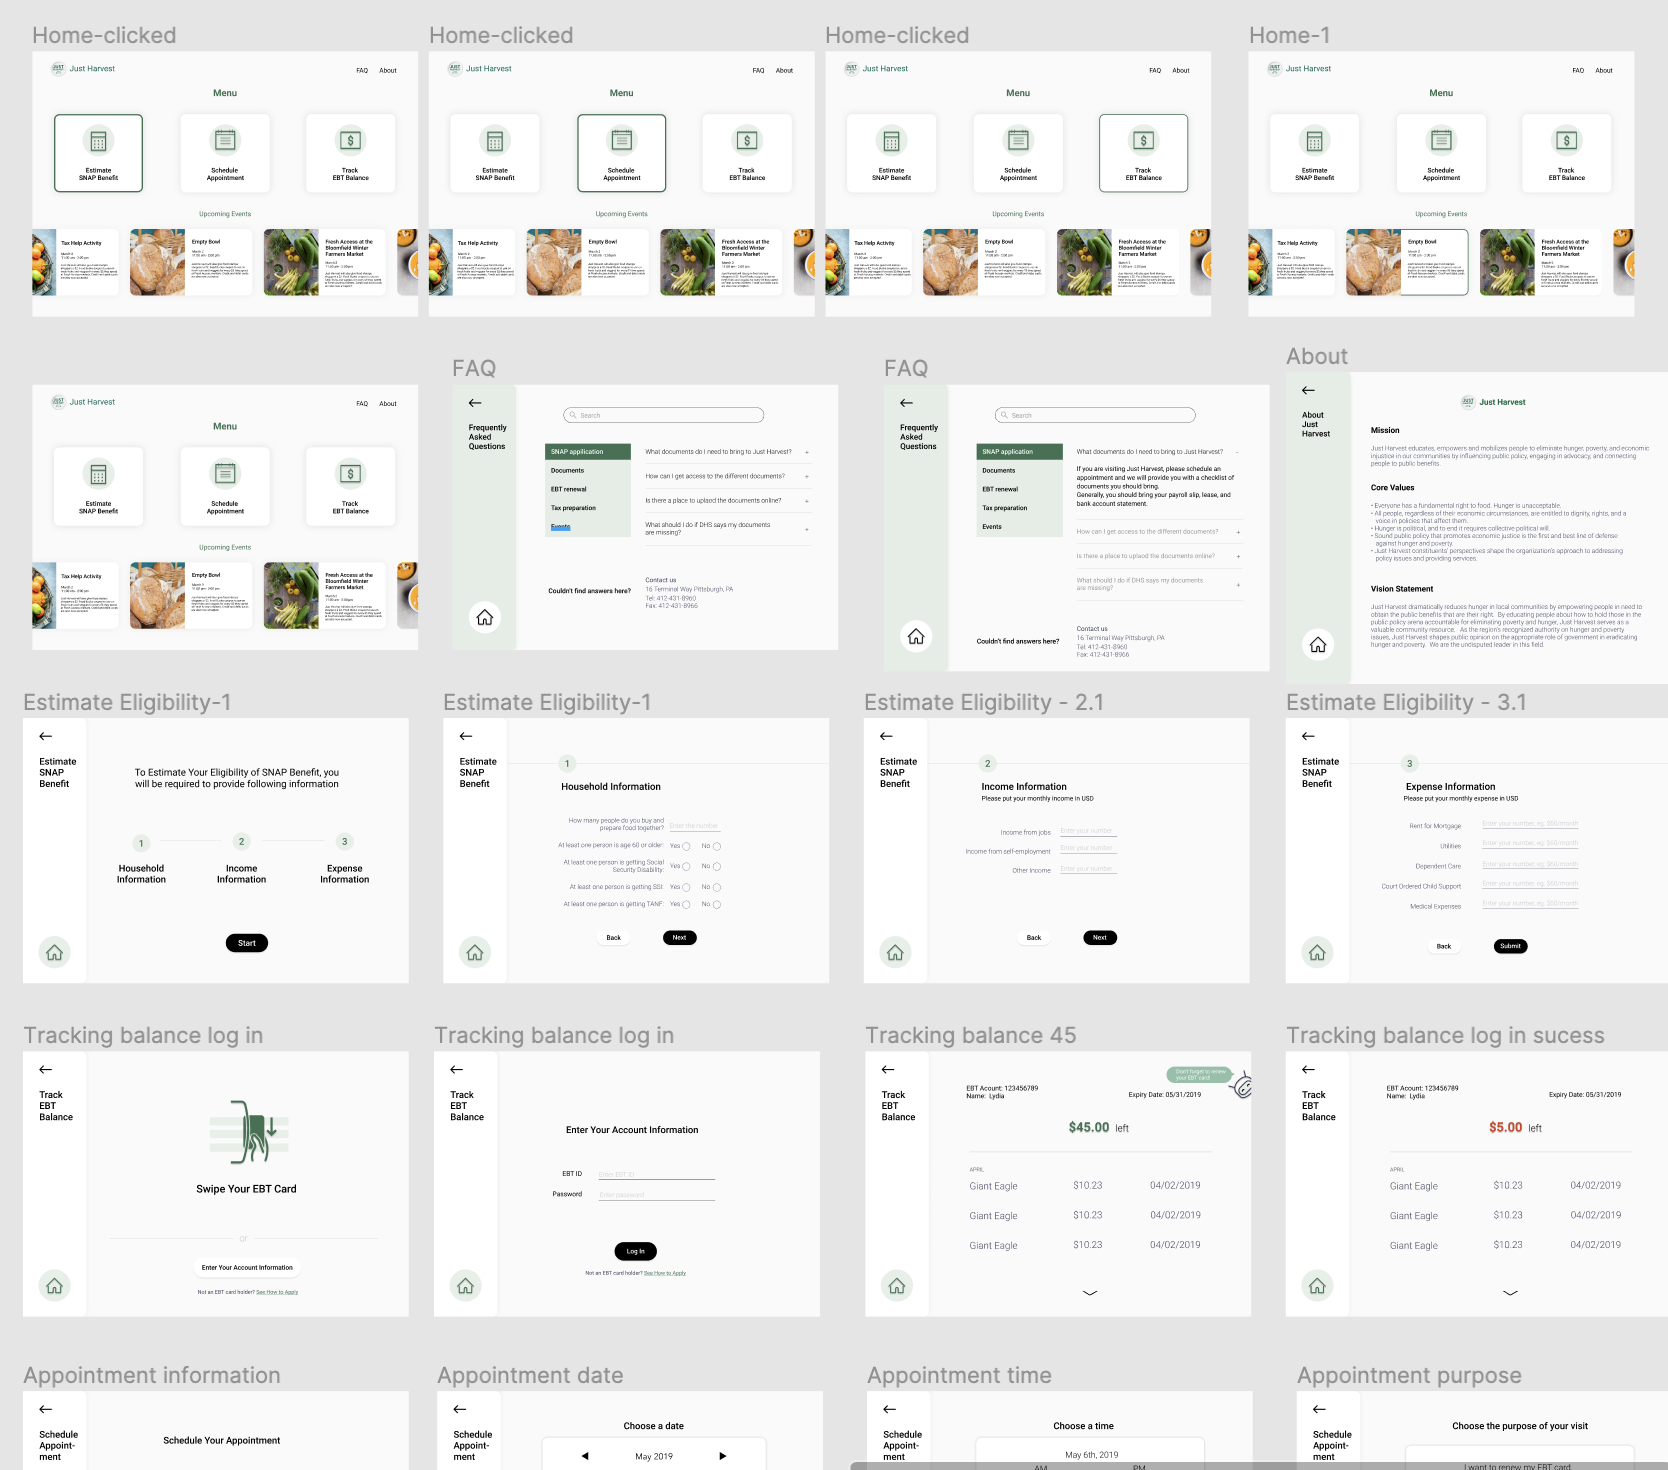 Home-clicked
Home-clicked
Home-clicked
Home-1
JUST
Just Harvest
FAQ About
Menu
Estimate
SNAP Benefit
Schedule
Appointment
Track
EBT Balance
Upcoming Events
Tax Help Activity
March 2
11:00 am - 2:00 pm
Empty Bowl
March 2
11:00 am - 2:00 pm
Fresh Access at the
Bloomfield Winter
Farmers Market
March 2
11:00 am - 2:00 pm
Just Harvest
FAQ About
Menu
Estimate
SNAP Benefit
Schedule
Appointment
Track
EBT Balance
Upcoming Events
Tax Help Activity
Empty Bowl
Fresh Access at the
Bloomfield Winter
Farmers Market
Just Harvest
FAQ About
Menu
Estimate
SNAP Benefit
Schedule
Appointment
Track
EBT Balance
Upcoming Events
Tax Help Activity
Empty Bowl
Fresh Access at the
Bloomfield Winter
Farmers Market
Just Harvest
FAQ About
Menu
Estimate
SNAP Benefit
Schedule
Appointment
Track
EBT Balance
Upcoming Events
Tax Help Activity
Empty Bowl
Fresh Access at the
Bloomfield Winter
Farmers Market
Just Harvest
FAQ About
Menu
Estimate
SNAP Benefit
Schedule
Appointment
Track
EBT Balance
Upcoming Events
Tax Help Activity
Empty Bowl
Fresh Access at the
Bloomfield Winter
Farmers Market
FAQ
Frequently
Asked
Questions
Search
SNAP appilication
Documents
EBT renewal
Tax preparation
Events
What documents do I need to bring to Just Harvest? +
How can I get access to the different documents? +
Is there a place to uplaod the documents online? +
What should I do if DHS says my documents
are missing? +
Couldn't find answers here?
Contact us
16 Terminal Way Pittsburgh, PA
Tel: 412-431-8960
Fax: 412-431-8966
FAQ
Frequently
Asked
Questions
Search
SNAP application
Documents
EBT renewal
Tax preparation
Events
What documents do I need to bring to Just Harvest? -
If you are visiting Just Harvest, please schedule an
appointment and we will provide you with a checklist of
documents you should bring.
Generally, you should bring your payroll slip, lease, and
bank account statement.
How can I get access to the different documents? +
Is there a place to uplaod the documents online? +
What should I do if DHS says my documents
are missing? +
Couldn't find answers here?
Contact us
16 Terminal Way Pittsburgh, PA
Tel: 412-431-8960
Fax: 412-431-8966
About
About
Just
Harvest
Just Harvest
Mission
Just Harvest educates, empowers and mobilizes people to eliminate hunger, poverty, and economic
injustice in our communities by influencing public policy, engaging in advocacy, and connecting
people to public benefits.
Core Values
• Everyone has a fundamental right to food. Hunger is unacceptable.
• All people, regardless of their economic circumstances, are entitled to dignity, rights, and a
voice in policies that affect them.
• Hunger is political, and to end it requires collective political will.
• Sound public policy that promotes economic justice is the first and best line of defense
against hunger and poverty.
• Just Harvest constituents' perspectives shape the organization's approach to addressing
policy issues and providing services.
Vision Statement
Just Harvest dramatically reduces hunger in local communities by empowering people in need to
obtain the public benefits that are their right. By educating people about how to hold those in the
public policy arena accountable for eliminating poverty and hunger, Just Harvest serves as a
valuable community resource. As the region's recognized authority on hunger and poverty
issues, Just Harvest shapes public opinion on the appropriate role of government in eradicating
hunger and poverty. We are the undisputed leader in this field.
Estimate Eligibility-1
Estimate
SNAP
Benefit
To Estimate Your Eligibility of SNAP Benefit, you
will be required to provide following information
1
2
3
Household
Information
Income
Information
Expense
Information
Start
Estimate Eligibility-1
Estimate
SNAP
Benefit
1
Household Information
How many people do you buy and
prepare food together? Enter the number
At least one person is age 60 or older: Yes No
At least one person is getting Social
Security Disability: Yes No
At least one person is getting SSI: Yes No
At least one person is getting TANF: Yes No
Back Next
Estimate Eligibility - 2.1
Estimate
SNAP
Benefit
2
Income Information
Please put your monthly income in USD
Income from jobs Enter your number
Income from self-employment Enter your number
Other Income Enter your number
Back Next
Estimate Eligibility - 3.1
Estimate
SNAP
Benefit
3
Expense Information
Please put your monthly expense in USD
Rent for Mortgage Enter your number, eg. $60/month
Utilities Enter your number, eg. $60/month
Dependent Care Enter your number, eg. $60/month
Court Ordered Child Support Enter your number, eg. $60/month
Medical Expenses Enter your number, eg. $60/month
Back Submit
Tracking balance log in
Track
EBT
Balance
Swipe Your EBT Card
or
Enter Your Account Information
Not an EBT card holder? See How to Apply
Tracking balance log in
Track
EBT
Balance
Enter Your Account Information
EBT ID Enter EBT ID
Password Enter password
Log In
Not an EBT card holder? See How to Apply
Tracking balance 45
Track
EBT
Balance
Don't forget to renew
your EBT card!
EBT Acount: 123456789
Name: Lydia
Expiry Date: 05/31/2019
$45.00 left
APRIL
Giant Eagle $10.23 04/02/2019
Giant Eagle $10.23 04/02/2019
Giant Eagle $10.23 04/02/2019
Tracking balance log in sucess
Track
EBT
Balance
EBT Acount: 123456789
Name: Lydia
Expiry Date: 05/31/2019
$5.00 left
APRIL
Giant Eagle $10.23 04/02/2019
Giant Eagle $10.23 04/02/2019
Giant Eagle $10.23 04/02/2019
Appointment information
Schedule
Appoint-
ment
Schedule Your Appointment
Appointment date
Schedule
Appoint-
ment
Choose a date
May 2019
Appointment time
Schedule
Appoint-
ment
Choose a time
May 6th, 2019
AM PM
Appointment purpose
Schedule
Appoint-
ment
Choose the purpose of your visit
I want to renew my EBT card.